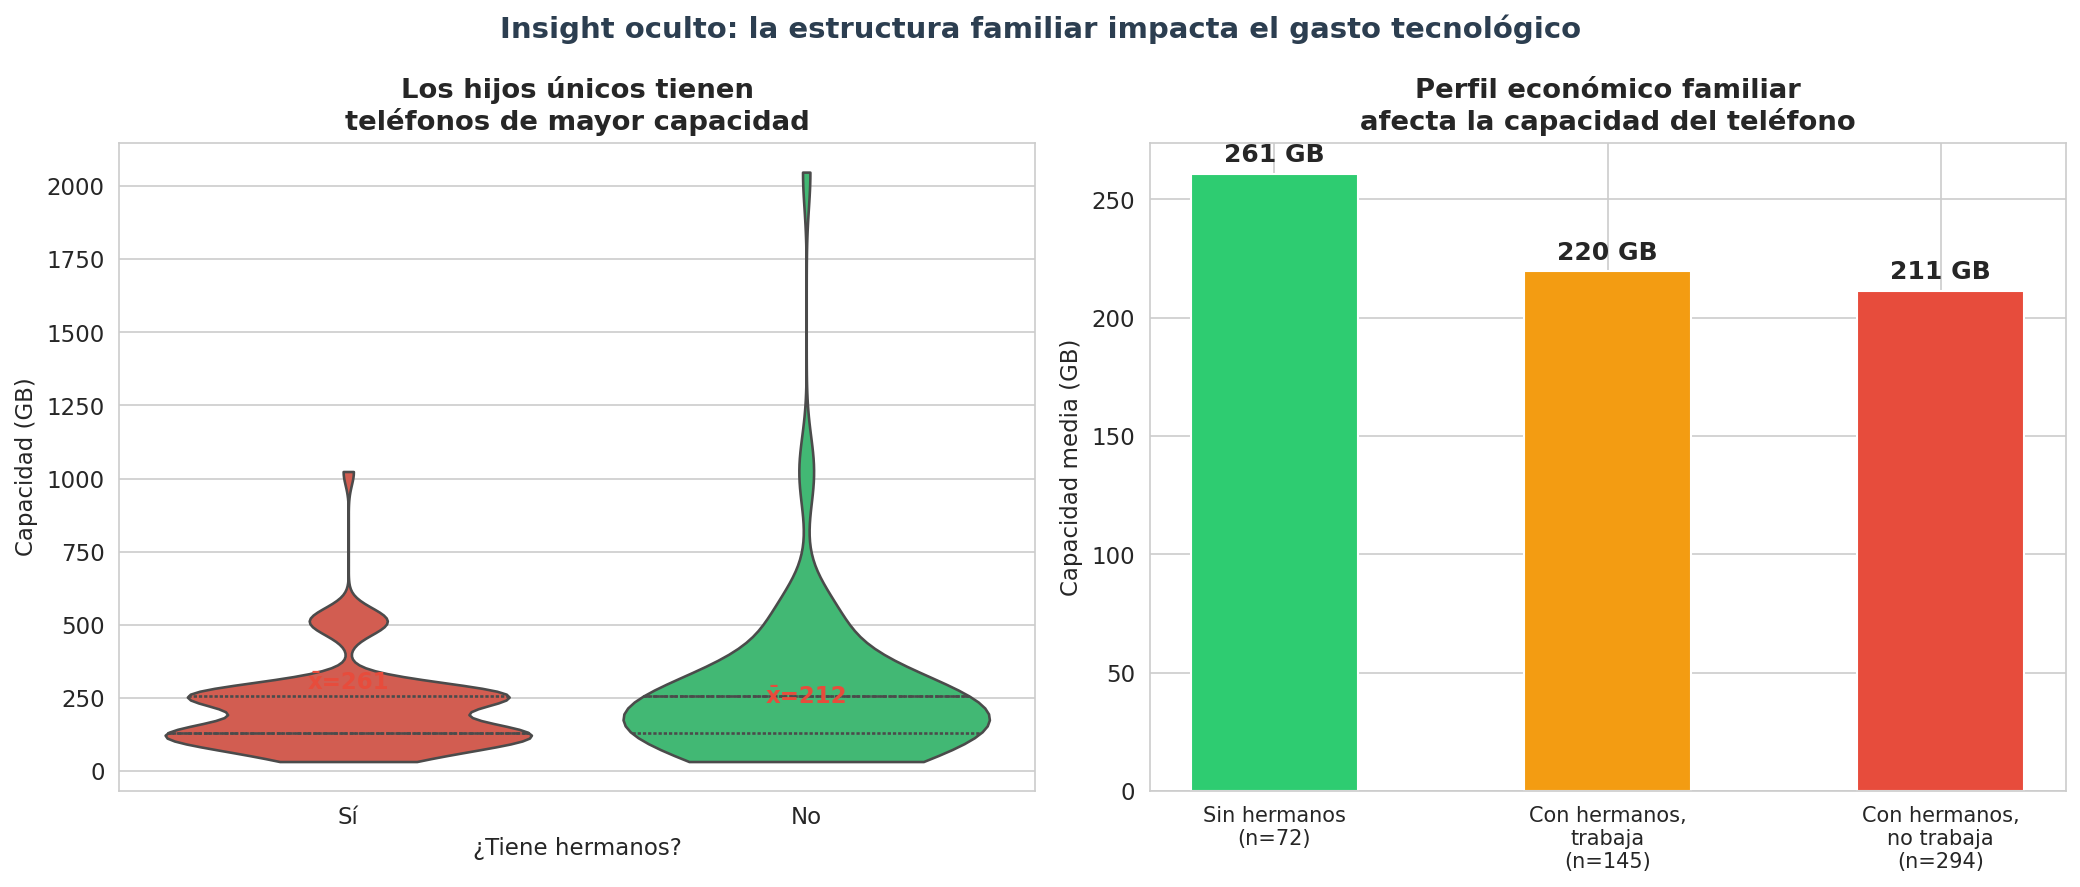 Insight oculto: la estructura familiar impacta el gasto tecnológico
Los hijos únicos tienen
teléfonos de mayor capacidad
Capacidad (GB)
2000
1750
1500
1250
1000
750
500
250
0
x̄=261
x̄=212
Sí
No
¿Tiene hermanos?
Perfil económico familiar
afecta la capacidad del teléfono
Capacidad media (GB)
250
200
150
100
50
0
261 GB
220 GB
211 GB
Sin hermanos
(n=72)
Con hermanos,
trabaja
(n=145)
Con hermanos,
no trabaja
(n=294)